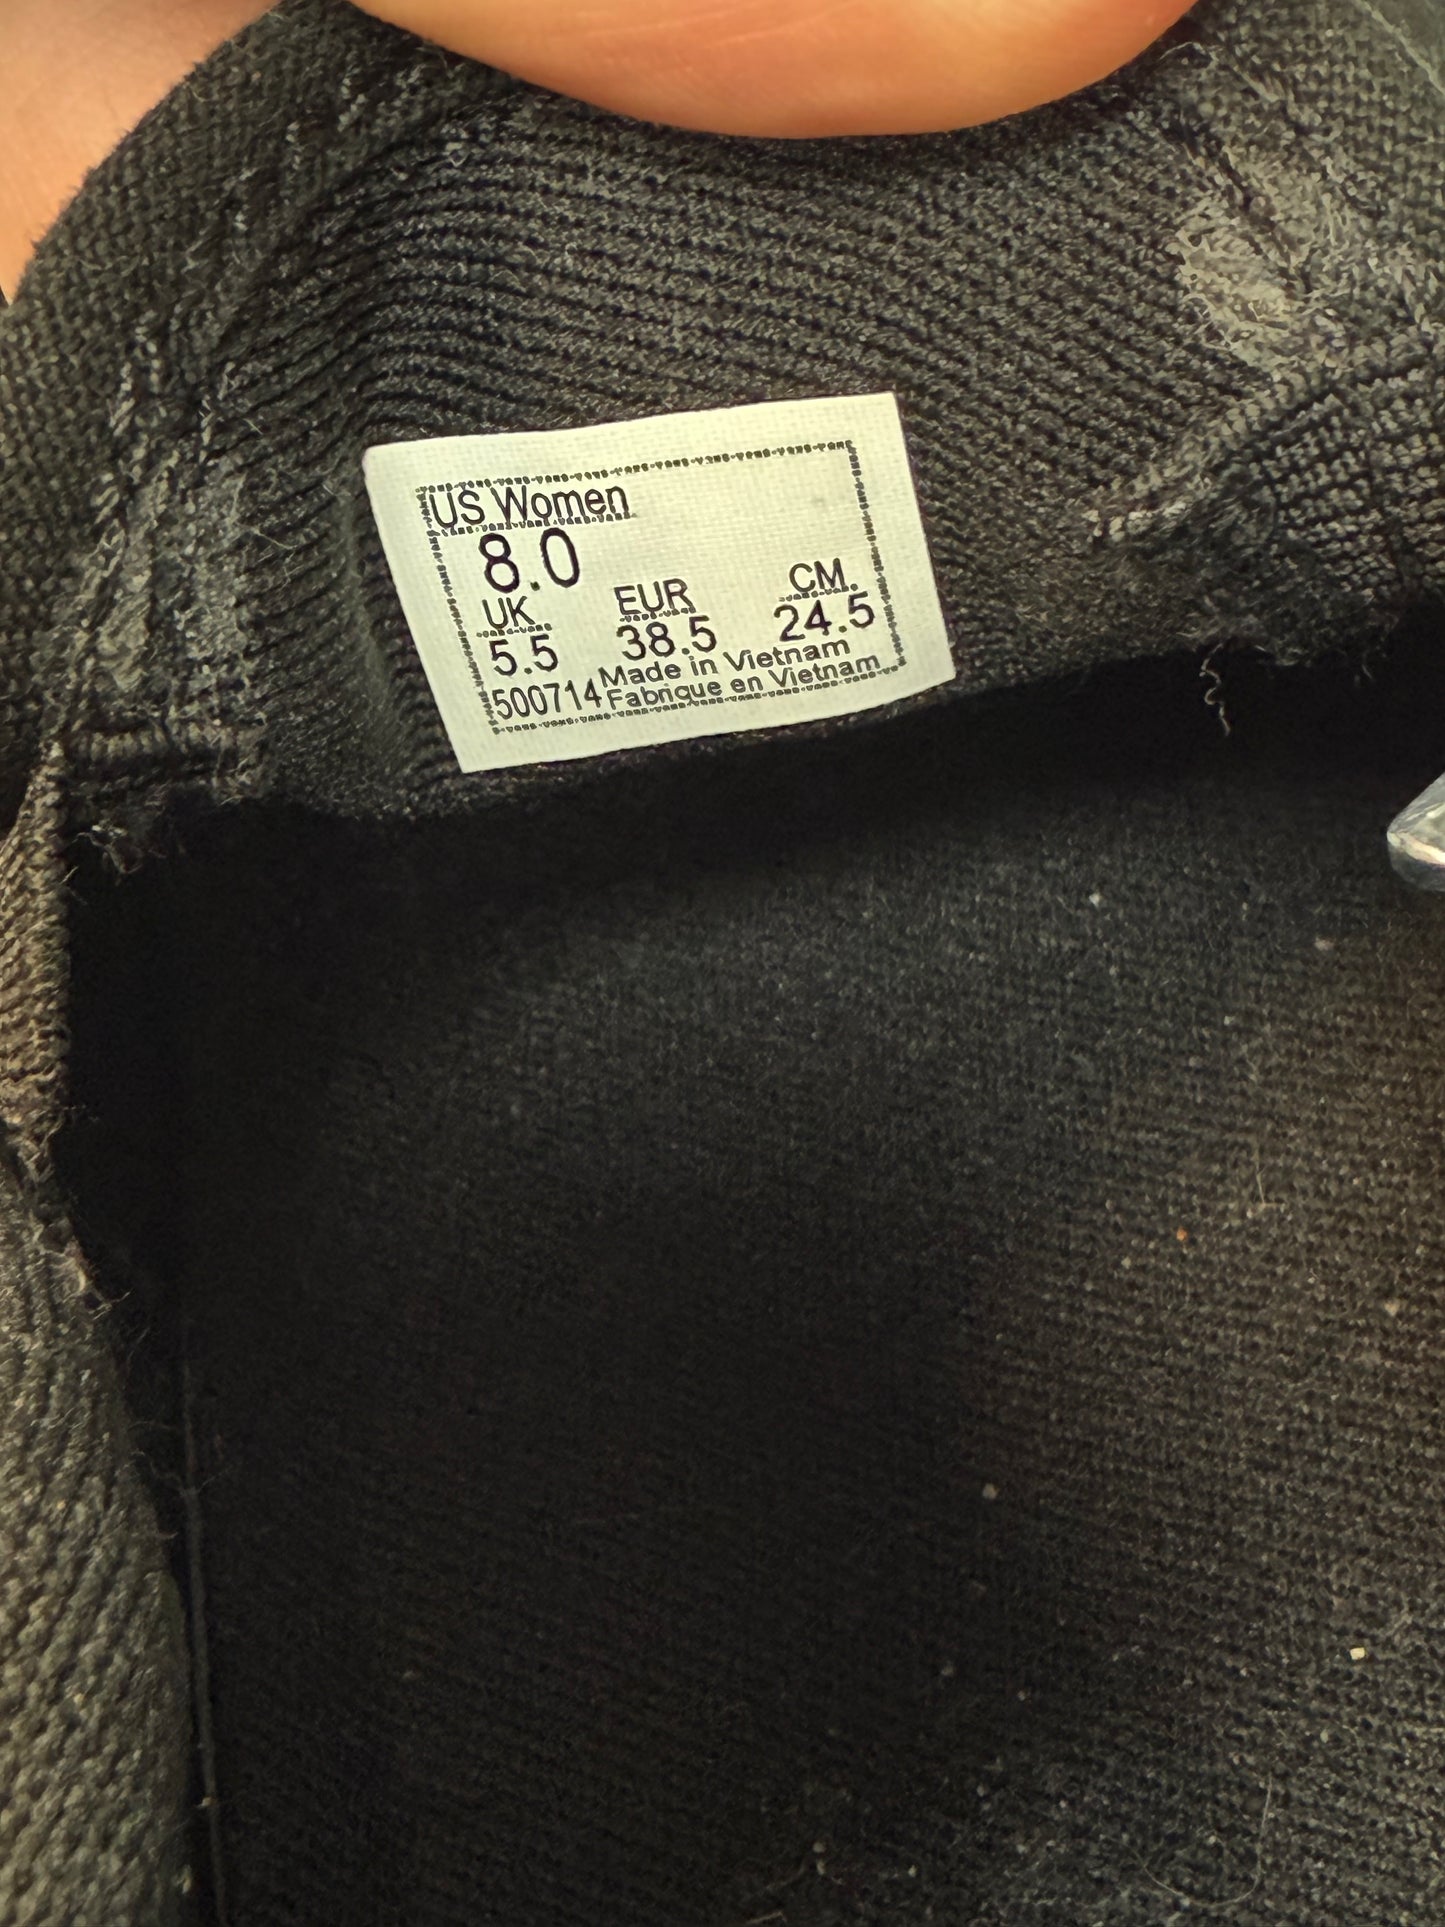 US Women
8.0
UK EUR CM.
5.5 38.5 24.5
Made in Vietnam
500714 Fabrique en Vietnam